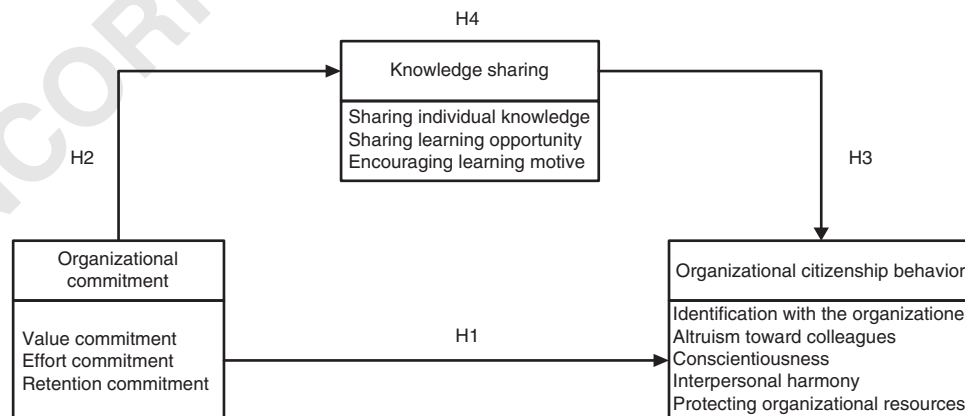 H4
Knowledge sharing
Sharing individual knowledge
Sharing learning opportunity
Encouraging learning motive
H2
H3
Organizational
commitment
Value commitment
Effort commitment
Retention commitment
H1
Organizational citizenship behavior
Identification with the organizatione
Altruism toward colleagues
Conscientiousness
Interpersonal harmony
Protecting organizational resources